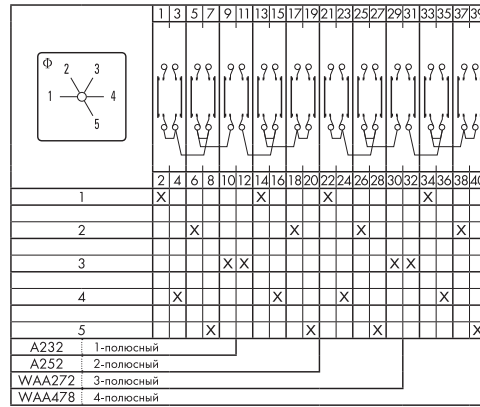 1 3 5 7 9 11 13 15 17 19 21 23 25 27 29 31 33 35 37 39
Ф
2 3
1 4
5
2 4 6 8 10 12 14 16 18 20 22 24 26 28 30 32 34 36 38 40
1 X X X X
2 X X X X
3 X X X X
4 X X X X
5 X X X X
A232 1-полюсный
A252 2-полюсный
WAA272 3-полюсный
WAA478 4-полюсный